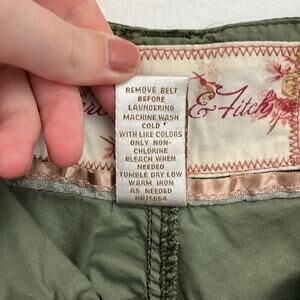 REMOVE BELT
BEFORE
LAUNDERING
MACHINE WASH
COLD
WITH LIKE COLORS
ONLY NON-
CHLORINE
BLEACH WHEN
NEEDED
TUMBLE DRY LOW
WARM IRON
AS NEEDED
RN75654
& Fitch